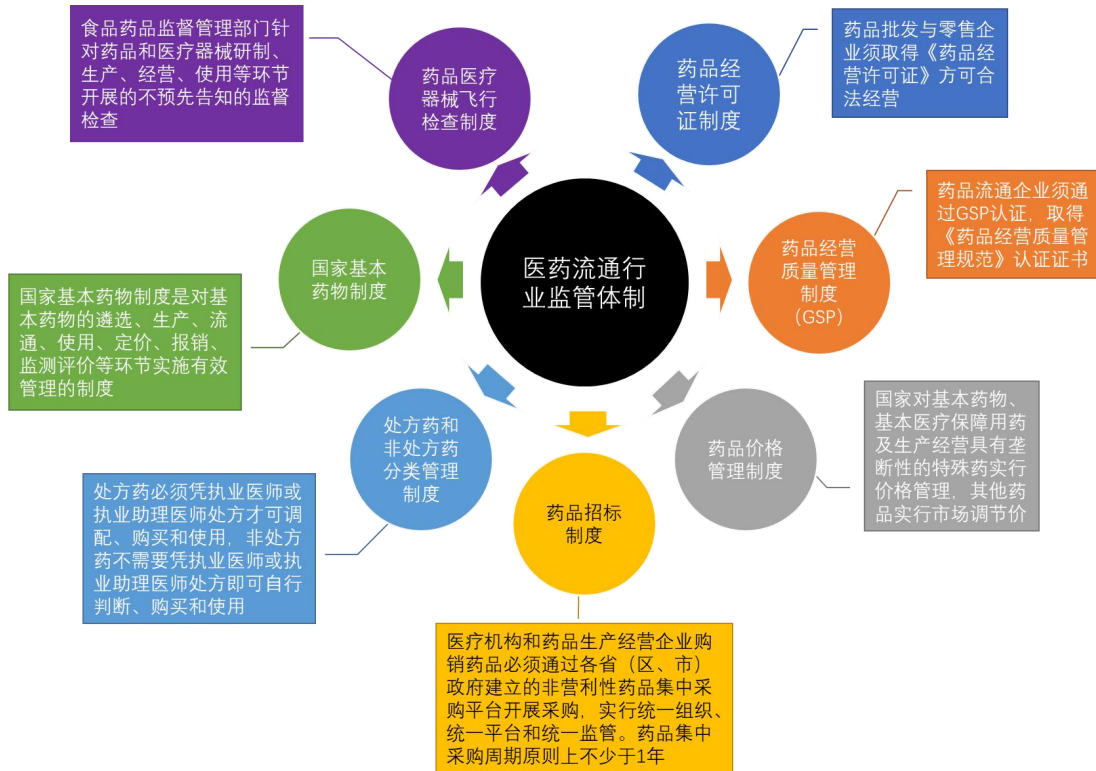 食品药品监督管理部门针
对药品和医疗器械研制、
生产、经营、使用等环节
开展的不预先告知的监督
检查
药品医疗
器械飞行
检查制度
药品经
营许可
证制度
药品批发与零售企
业须取得《药品经
营许可证》方可合
法经营
医药流通行
业监管体制
药品经营
质量管理
制度
（GSP）
药品流通企业须通
过GSP认证，取得
《药品经营质量管
理规范》认证证书
国家基本
药物制度
国家基本药物制度是对基
本药物的遴选、生产、流
通、使用、定价、报销、
监测评价等环节实施有效
管理的制度
处方药和
非处方药
分类管理
制度
处方药必须凭执业医师或
执业助理医师处方才可调
配、购买和使用，非处方
药不需要凭执业医师或执
业助理医师处方即可自行
判断、购买和使用
药品招标
制度
医疗机构和药品生产经营企业购
销药品必须通过各省（区、市）
政府建立的非营利性药品集中采
购平台开展采购，实行统一组织、
统一平台和统一监管。药品集中
采购周期原则上不少于1年
药品价格
管理制度
国家对基本药物、
基本医疗保障用药
及生产经营具有垄
断性的特殊药实行
价格管理，其他药
品实行市场调节价